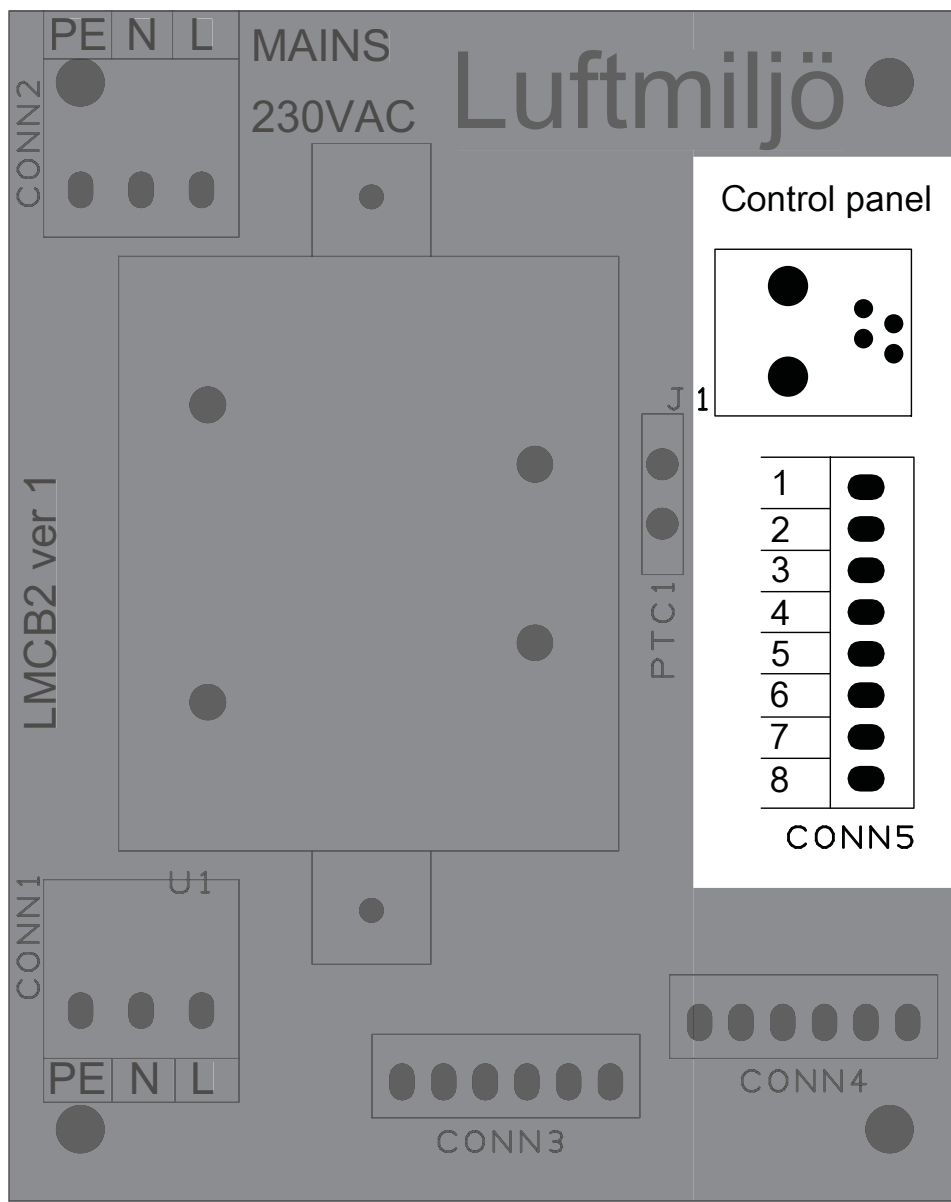 PE N L
MAINS
230VAC
Luftmiljö
CONN2
Control panel
J1
PTC1
LMCB2 ver 1
1
2
3
4
5
6
7
8
CONN5
U1
CONN1
PE N L
CONN3
CONN4